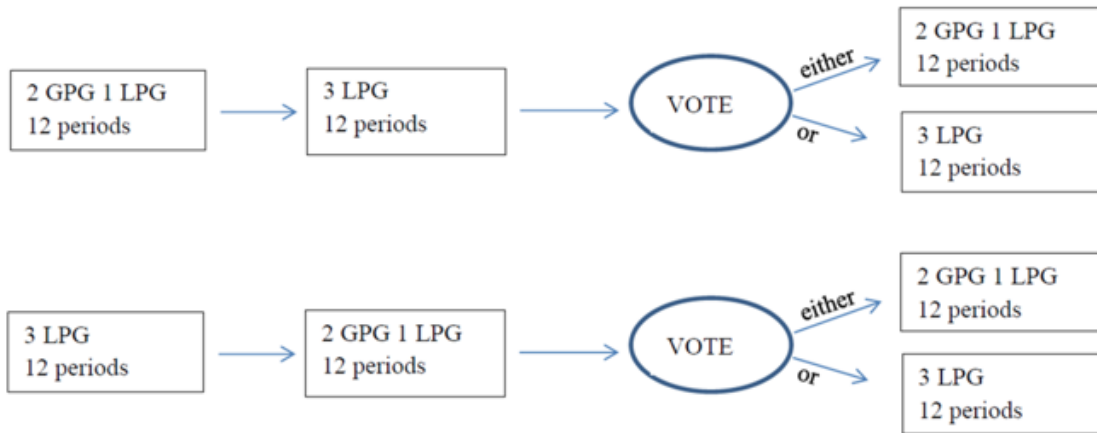 2 GPG 1 LPG
12 periods
3 LPG
12 periods
VOTE
either
or
2 GPG 1 LPG
12 periods
3 LPG
12 periods
3 LPG
12 periods
2 GPG 1 LPG
12 periods
VOTE
either
or
2 GPG 1 LPG
12 periods
3 LPG
12 periods